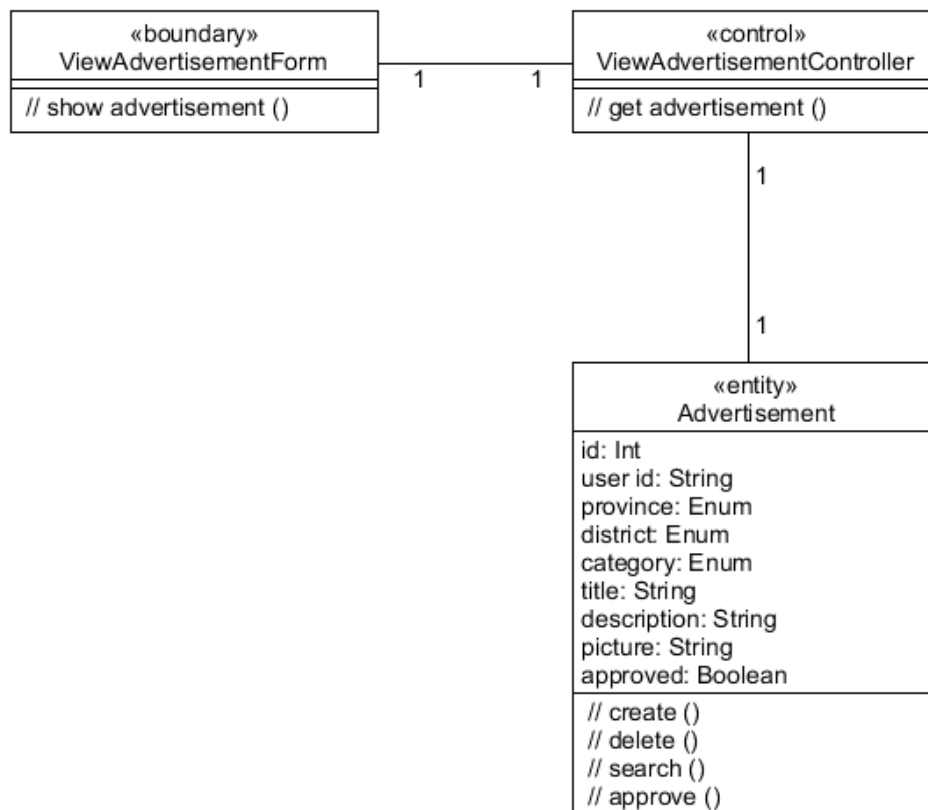 «boundary»
ViewAdvertisementForm
// show advertisement ()
1
1
«control»
ViewAdvertisementController
// get advertisement ()
1
1
«entity»
Advertisement
id: Int
user id: String
province: Enum
district: Enum
category: Enum
title: String
description: String
picture: String
approved: Boolean
// create ()
// delete ()
// search ()
// approve ()